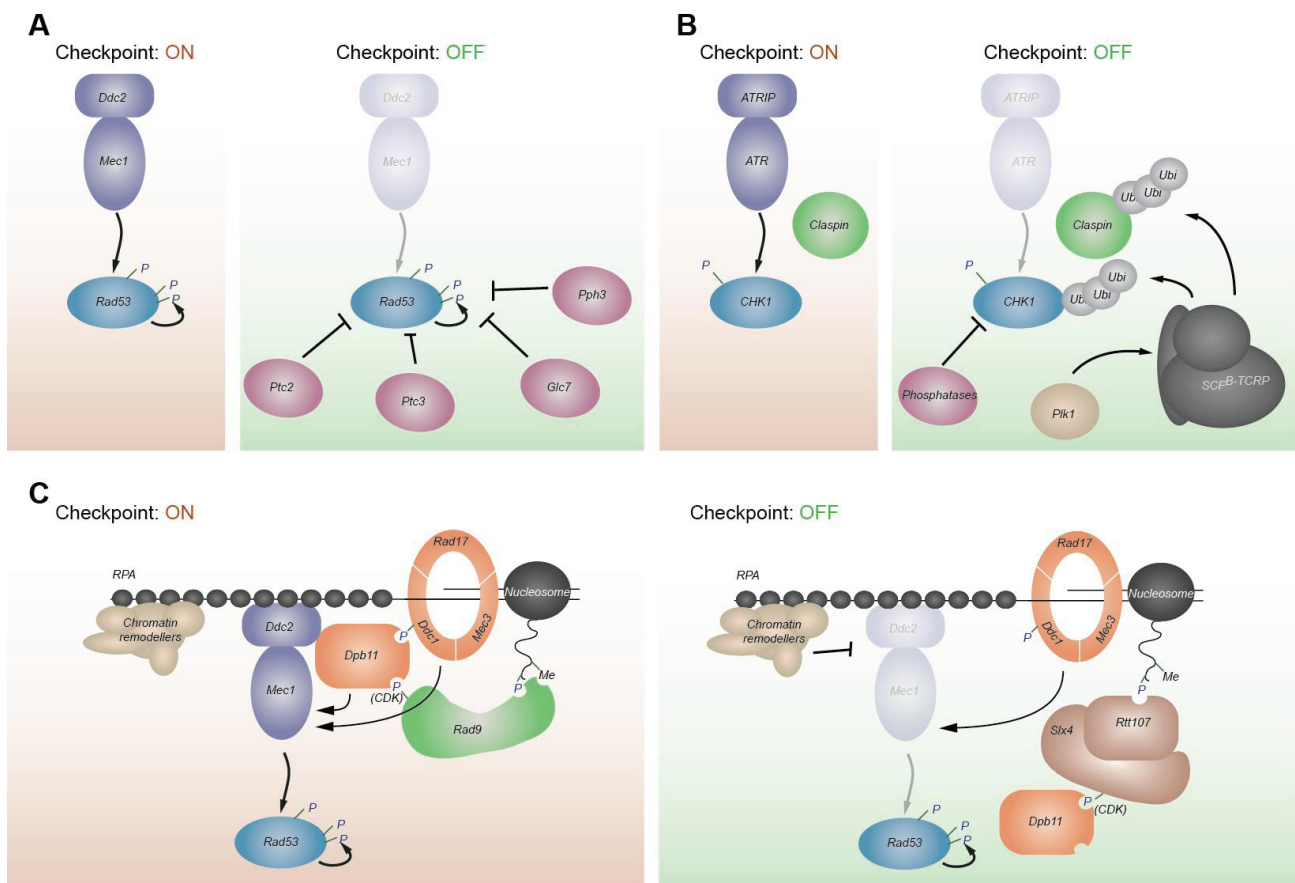 A
Checkpoint: ON
Ddc2
Mec1
P
P
P
Rad53
Checkpoint: OFF
Ddc2
Mec1
P
P
P
Rad53
Pph3
Ptc2
Ptc3
Glc7
B
Checkpoint: ON
ATRIP
ATR
Claspin
P
CHK1
Checkpoint: OFF
ATRIP
ATR
Ubi
Ubi
Ubi
Claspin
P
CHK1
Ubi
Ubi
Ubi
SCFB-TCRP
Phosphatases
Plk1
C
Checkpoint: ON
Rad17
RPA
Nucleosome
Chromatin
remodellers
Ddc2
P
Ddc1
Mec3
Dpb11
Me
Mec1
P
(CDK)
P
Rad9
P
P
P
Rad53
Checkpoint: OFF
Rad17
RPA
Nucleosome
Chromatin
remodellers
Ddc2
P
Ddc1
Mec3
Me
Mec1
P
Slx4
Rtt107
P
(CDK)
Dpb11
P
P
P
Rad53